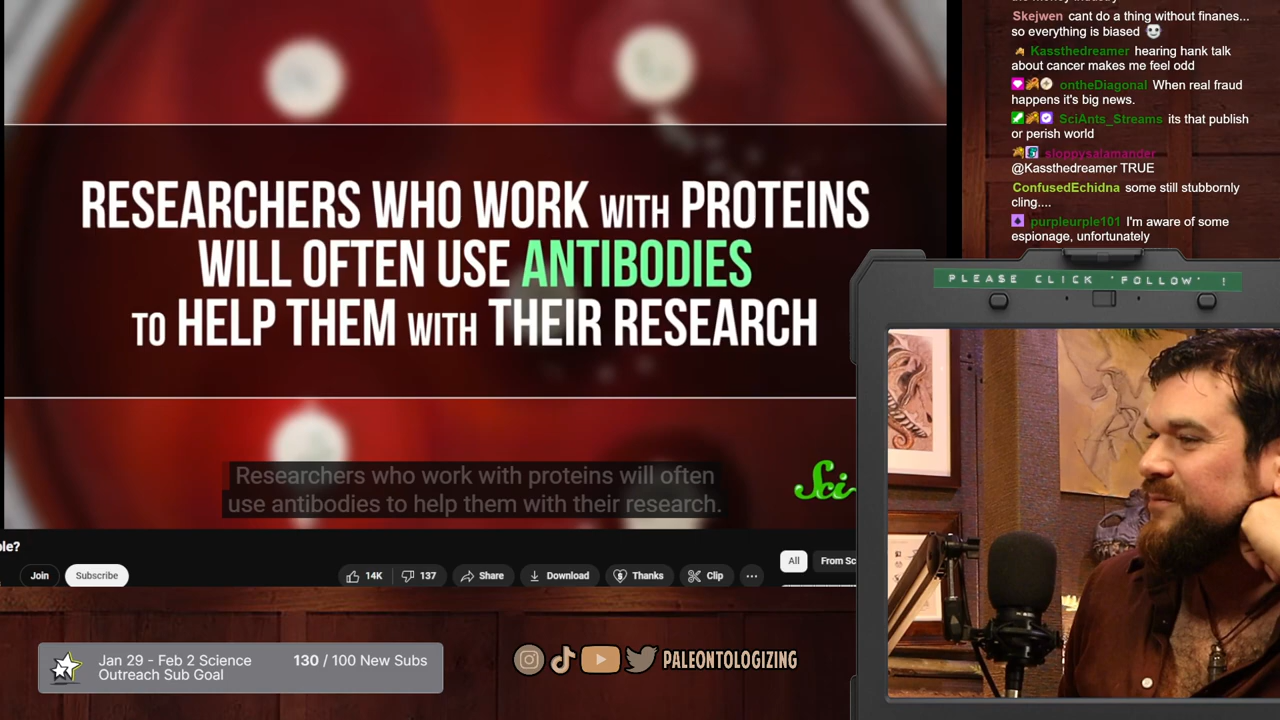 RESEARCHERS WHO WORK WITH PROTEINS
WILL OFTEN USE ANTIBODIES
TO HELP THEM WITH THEIR RESEARCH
Researchers who work with proteins will often
use antibodies to help them with their research.
Sci
ple?
Join
Subscribe
14K
137
Share
Download
Thanks
Clip
All
From Sc
Skejwen cant do a thing without finanes...
so everything is biased
Kassthedreamer hearing hank talk
about cancer makes me feel odd
ontheDiagonal When real fraud
happens it's big news.
SciAnts_Streams its that publish
or perish world
sloppysalamander
@Kassthedreamer TRUE
ConfusedEchidna some still stubbornly
cling....
purpleurple101 I'm aware of some
espionage, unfortunately
PLEASE CLICK "FOLLOW" !
Jan 29 - Feb 2 Science
Outreach Sub Goal
130 / 100 New Subs
PALEONTOLOGIZING